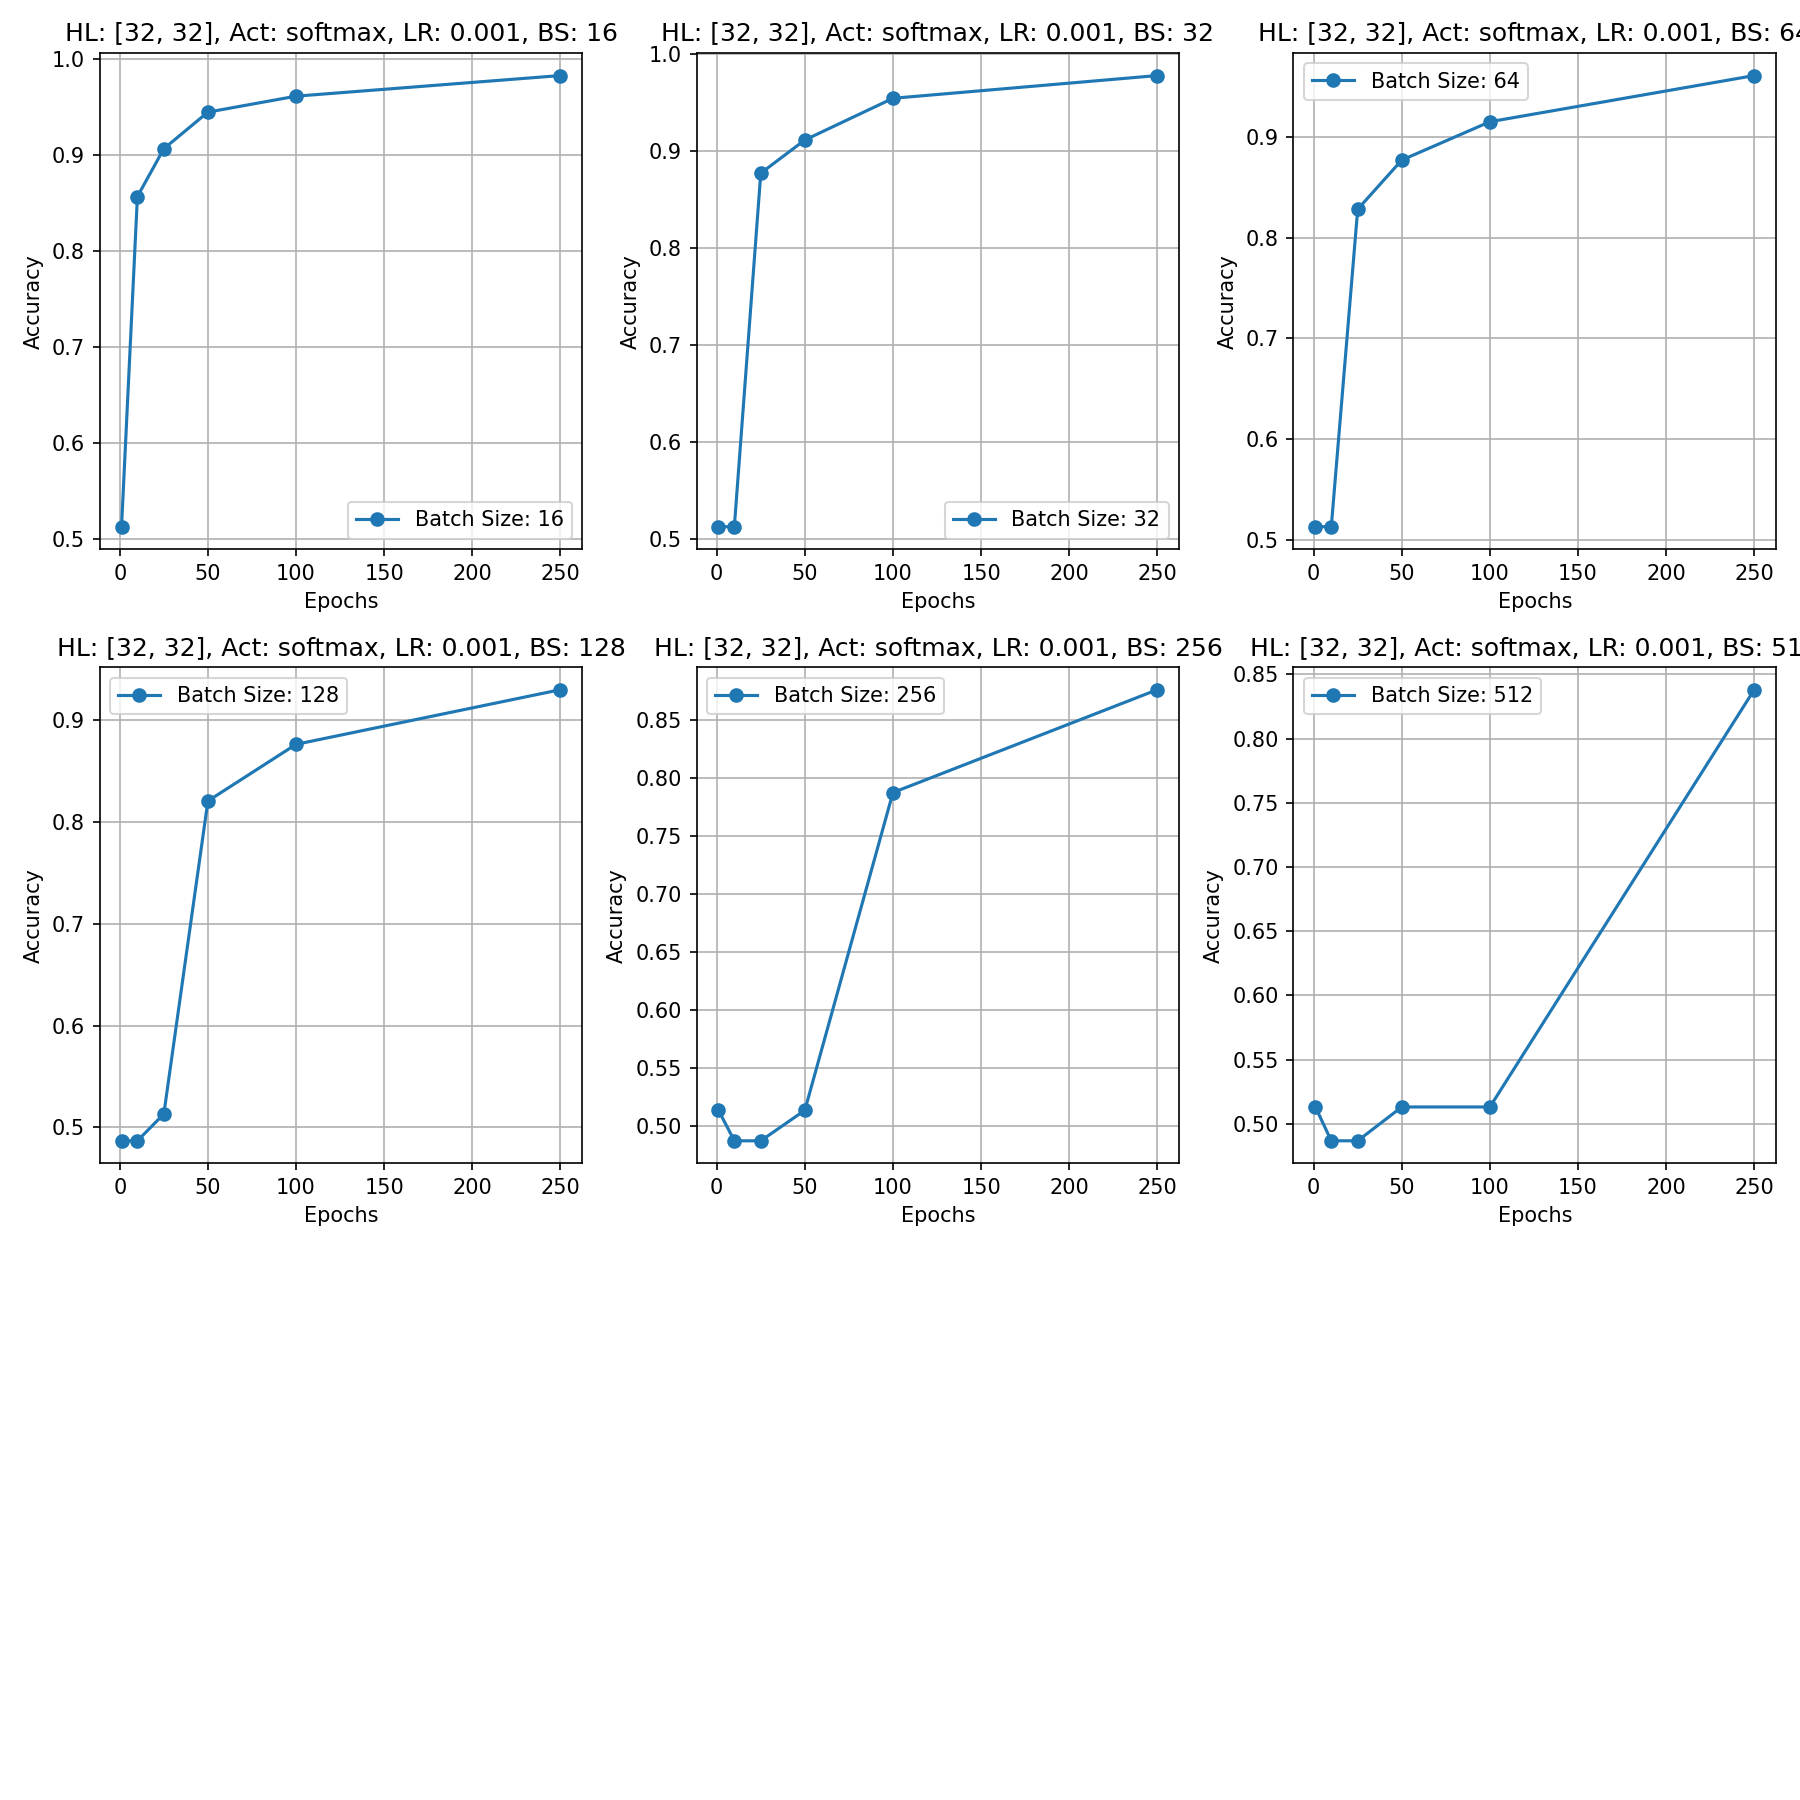 HL: [32, 32], Act: softmax, LR: 0.001, BS: 16
1.0
0.9
0.8
0.7
0.6
0.5
Accuracy
Batch Size: 16
0 50 100 150 200 250
Epochs
HL: [32, 32], Act: softmax, LR: 0.001, BS: 32
1.0
0.9
0.8
0.7
0.6
0.5
Accuracy
Batch Size: 32
0 50 100 150 200 250
Epochs
HL: [32, 32], Act: softmax, LR: 0.001, BS: 64
Batch Size: 64
0.9
0.8
0.7
0.6
0.5
Accuracy
0 50 100 150 200 250
Epochs
HL: [32, 32], Act: softmax, LR: 0.001, BS: 128
Batch Size: 128
0.9
0.8
0.7
0.6
0.5
Accuracy
0 50 100 150 200 250
Epochs
HL: [32, 32], Act: softmax, LR: 0.001, BS: 256
Batch Size: 256
0.85
0.80
0.75
0.70
0.65
0.60
0.55
0.50
Accuracy
0 50 100 150 200 250
Epochs
HL: [32, 32], Act: softmax, LR: 0.001, BS: 51
0.85
Batch Size: 512
0.80
0.75
0.70
0.65
0.60
0.55
0.50
Accuracy
0 50 100 150 200 250
Epochs